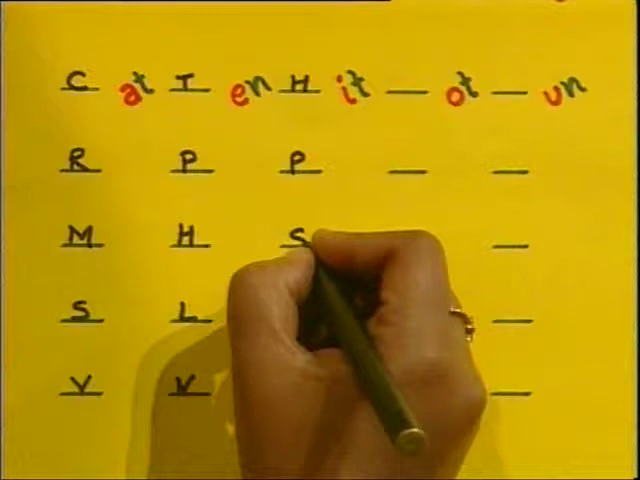 C at T en H it _ ot _ un
R P P _ _
M H S _
S L _
V V _